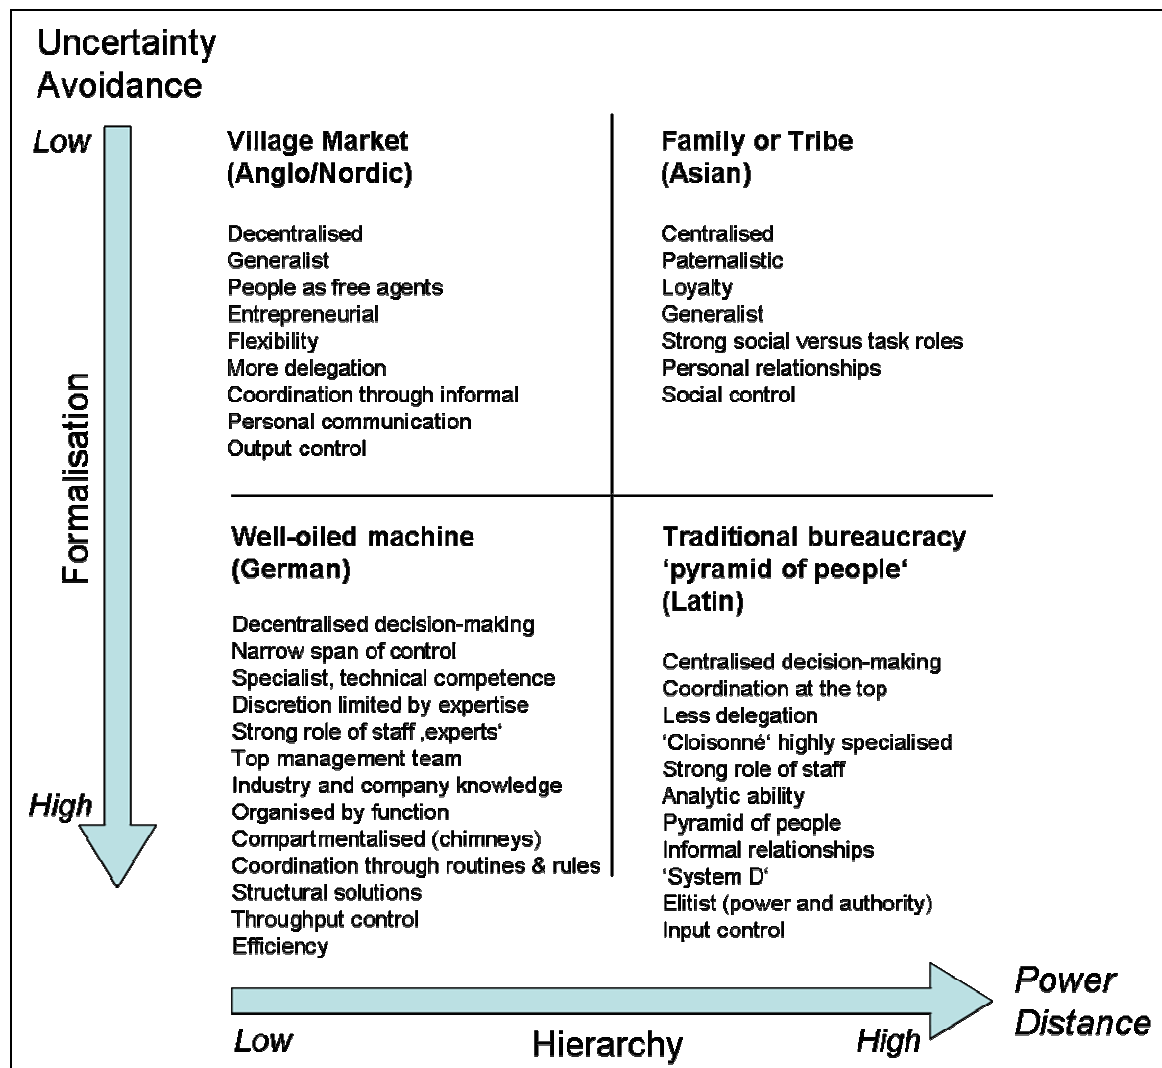 Uncertainty
Avoidance
Low
Village Market
(Anglo/Nordic)
Decentralised
Generalist
People as free agents
Entrepreneurial
Flexibility
More delegation
Coordination through informal
Personal communication
Output control
Family or Tribe
(Asian)
Centralised
Paternalistic
Loyalty
Generalist
Strong social versus task roles
Personal relationships
Social control
Formalisation
High
Well-oiled machine
(German)
Decentralised decision-making
Narrow span of control
Specialist, technical competence
Discretion limited by expertise
Strong role of staff ‚experts‘
Top management team
Industry and company knowledge
Organised by function
Compartmentalised (chimneys)
Coordination through routines & rules
Structural solutions
Throughput control
Efficiency
Traditional bureaucracy
‘pyramid of people‘
(Latin)
Centralised decision-making
Coordination at the top
Less delegation
‘Cloisonné‘ highly specialised
Strong role of staff
Analytic ability
Pyramid of people
Informal relationships
‘System D‘
Elitist (power and authority)
Input control
Low
Hierarchy
High
Power
Distance